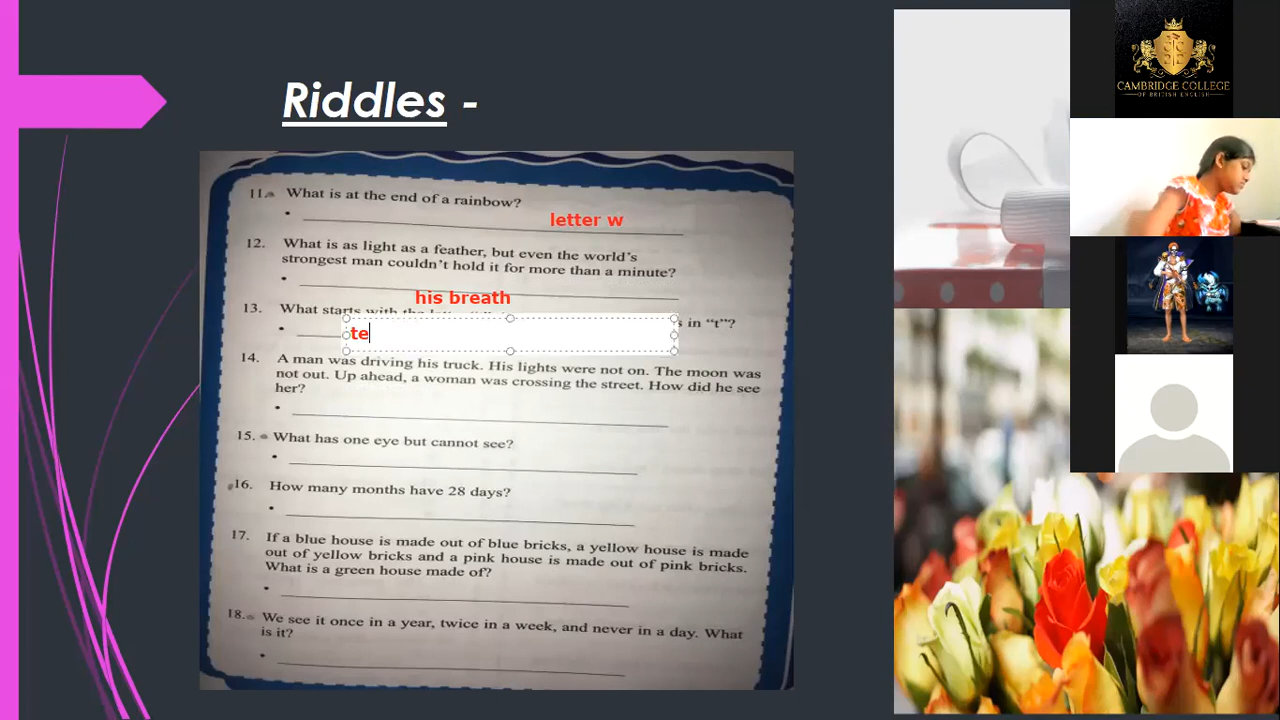 Riddles -
11. What is at the end of a rainbow?
letter w
12. What is as light as a feather, but even the world's
strongest man couldn't hold it for more than a minute?
his breath
13. What starts with in "t"?
te
14. A man was driving his truck. His lights were not on. The moon was
not out. Up ahead, a woman was crossing the street. How did he see
her?
15. What has one eye but cannot see?
16. How many months have 28 days?
17. If a blue house is made out of blue bricks, a yellow house is made
out of yellow bricks and a pink house is made out of pink bricks.
What is a green house made of?
18. We see it once in a year, twice in a week, and never in a day. What
is it?
CAMBRIDGE COLLEGE
OF BRITISH ENGLISH